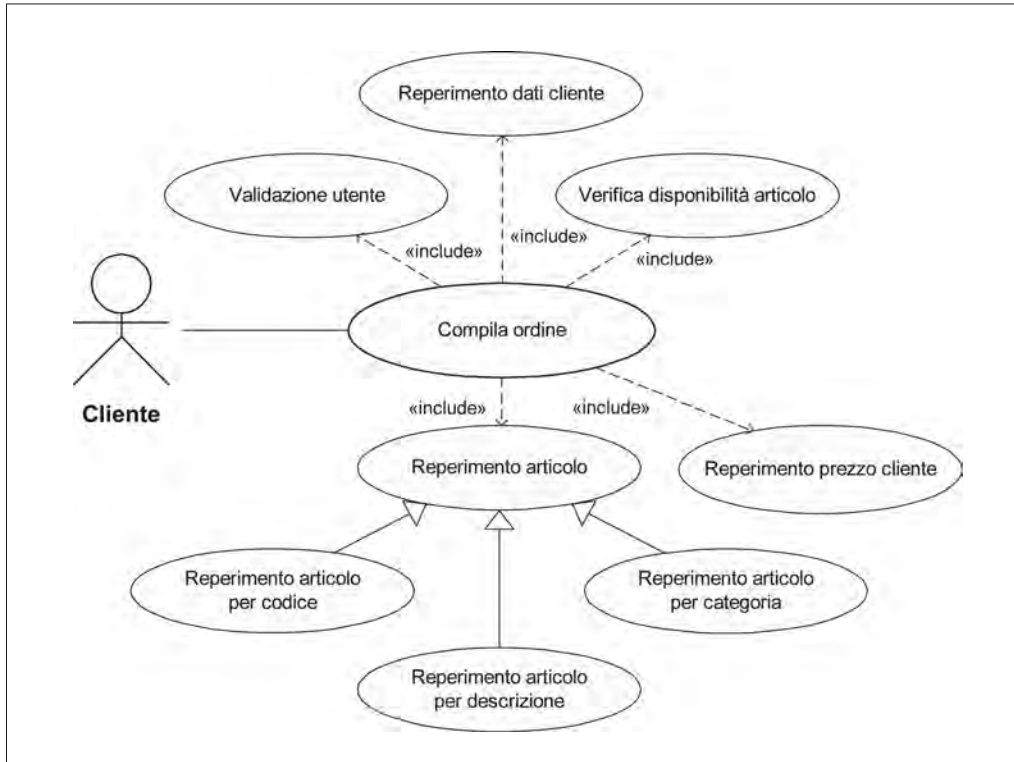 Reperimento dati cliente
Validazione utente
Verifica disponibilità articolo
«include»
«include»
«include»
Compila ordine
Cliente
«include»
«include»
Reperimento articolo
Reperimento prezzo cliente
Reperimento articolo
per codice
Reperimento articolo
per categoria
Reperimento articolo
per descrizione